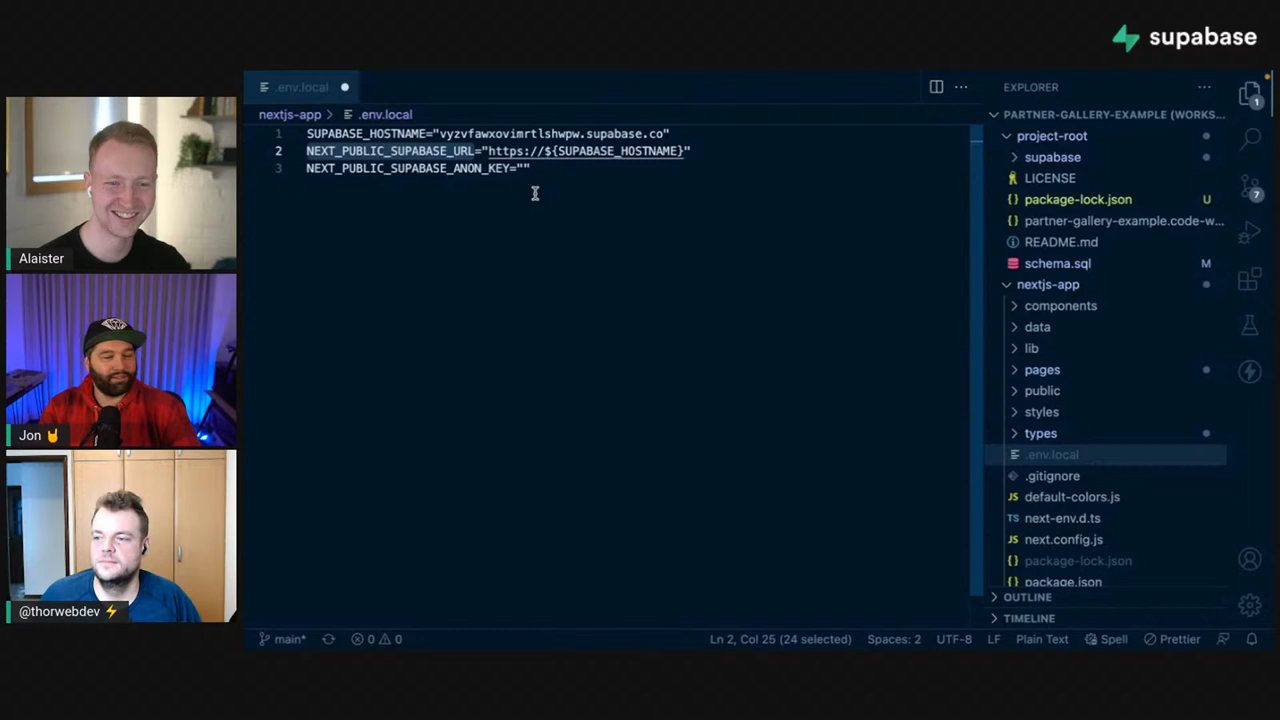 supabase
Alaister
Jon 🤘
@thorwebdev ⚡
.env.local
nextjs-app > .env.local
1 SUPABASE_HOSTNAME="vyzvfawxovimrtlshwpw.supabase.co"
2 NEXT_PUBLIC_SUPABASE_URL="https://${SUPABASE_HOSTNAME}"
3 NEXT_PUBLIC_SUPABASE_ANON_KEY=""
EXPLORER
PARTNER-GALLERY-EXAMPLE (WORKS...
project-root
supabase
LICENSE
package-lock.json U
partner-gallery-example.code-w...
README.md
schema.sql M
nextjs-app
components
data
lib
pages
public
styles
types
.env.local
.gitignore
default-colors.js
next-env.d.ts
next.config.js
package-lock.json
package.json
OUTLINE
TIMELINE
1
7
main* 0 0 Ln 2, Col 25 (24 selected) Spaces: 2 UTF-8 LF Plain Text Spell Prettier